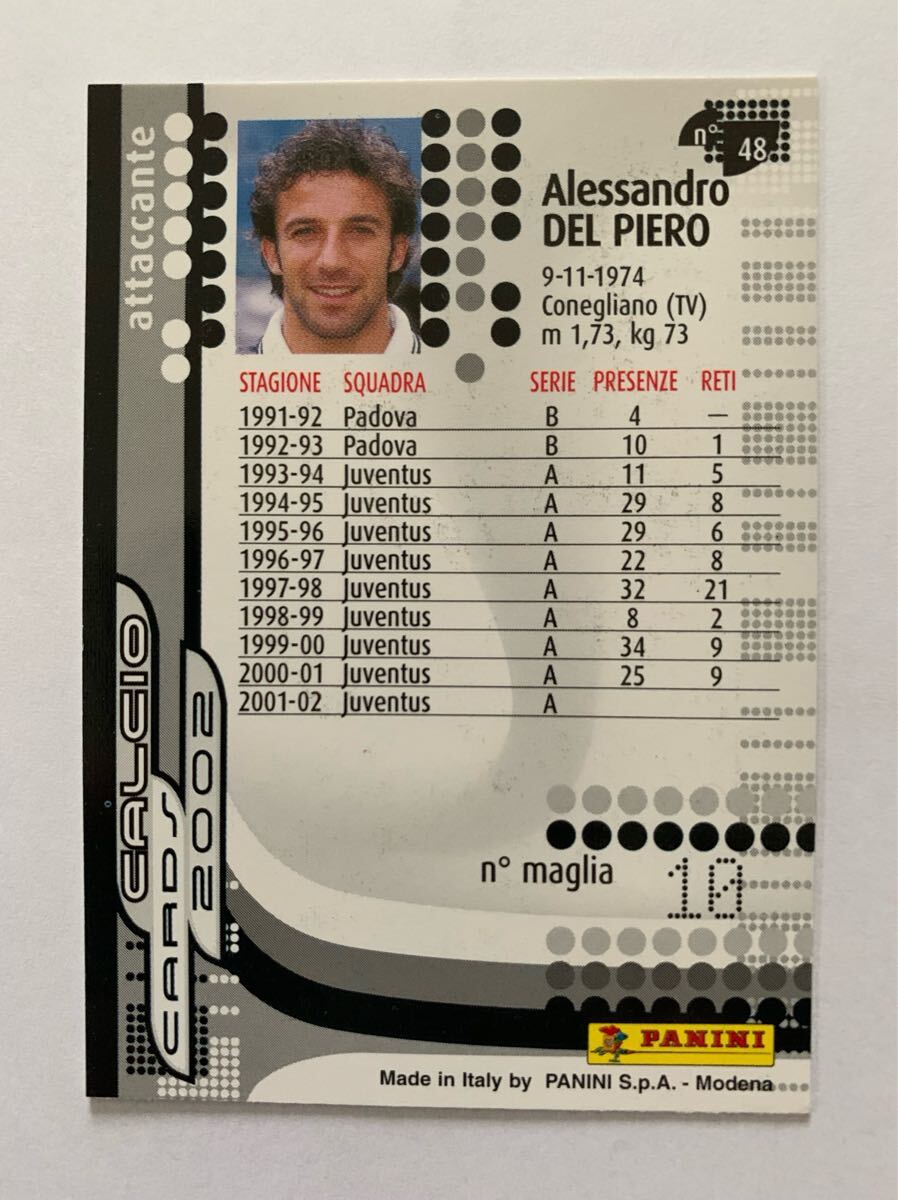 attaccante
n° 48
Alessandro
DEL PIERO
9-11-1974
Conegliano (TV)
m 1,73, kg 73
STAGIONE SQUADRA SERIE PRESENZE RETI
1991-92 Padova B 4 —
1992-93 Padova B 10 1
1993-94 Juventus A 11 5
1994-95 Juventus A 29 8
1995-96 Juventus A 29 6
1996-97 Juventus A 22 8
1997-98 Juventus A 32 21
1998-99 Juventus A 8 2
1999-00 Juventus A 34 9
2000-01 Juventus A 25 9
2001-02 Juventus A
CALCIO
CARDS
2002
n° maglia 10
PANINI
Made in Italy by PANINI S.p.A. - Modena